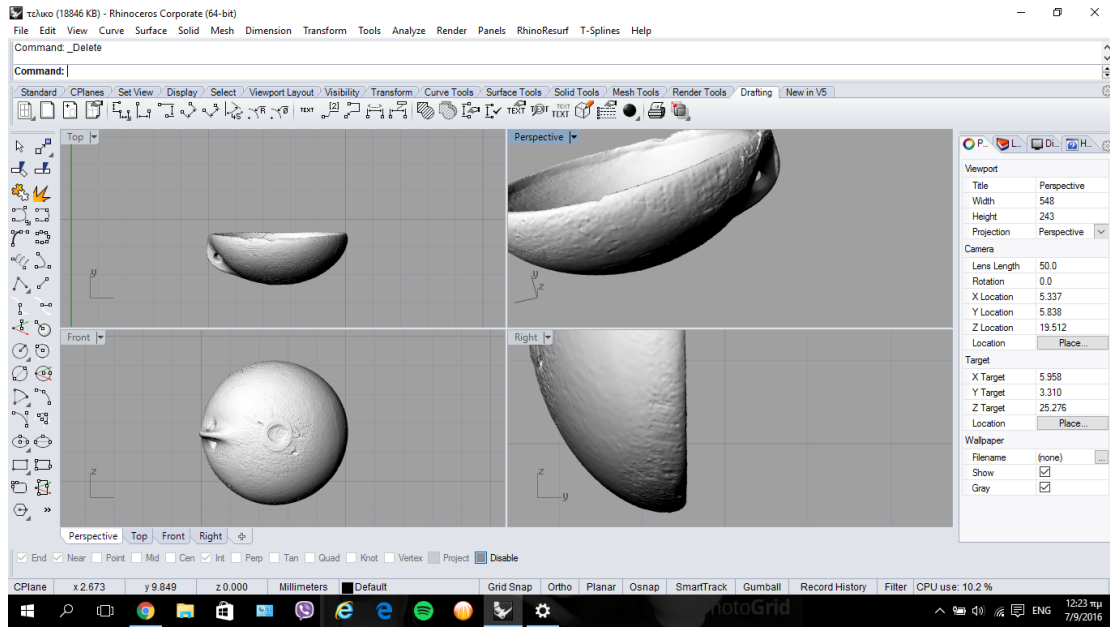 τελικο (18846 KB) - Rhinoceros Corporate (64-bit)
File Edit View Curve Surface Solid Mesh Dimension Transform Tools Analyze Render Panels RhinoResurf T-Splines Help
Command: _Delete
Command:
Standard CPlanes Set View Display Select Viewport Layout Visibility Transform Curve Tools Surface Tools Solid Tools Mesh Tools Render Tools Drafting New in V5
TEXT 2 TEXT TEXT TEXT
Top Perspective P... L... Di... H...
Viewport
Title Perspective
Width 548
Height 243
Projection Perspective
Camera
Lens Length 50.0
Rotation 0.0
X Location 5.337
Y Location 5.838
Z Location 19.512
Location Place...
Target
X Target 5.958
Y Target 3.310
Z Target 25.276
Location Place...
Wallpaper
Filename (none) ...
Show
Gray
y
y z
Front Right
z
z y
Perspective Top Front Right
End Near Point Mid Cen Int Perp Tan Quad Knot Vertex Project Disable
CPlane x 2.673 y 9.849 z 0.000 Millimeters Default Grid Snap Ortho Planar Osnap SmartTrack Gumball Record History Filter CPU use: 10.2 %
ENG 12:23 πμ
7/9/2016